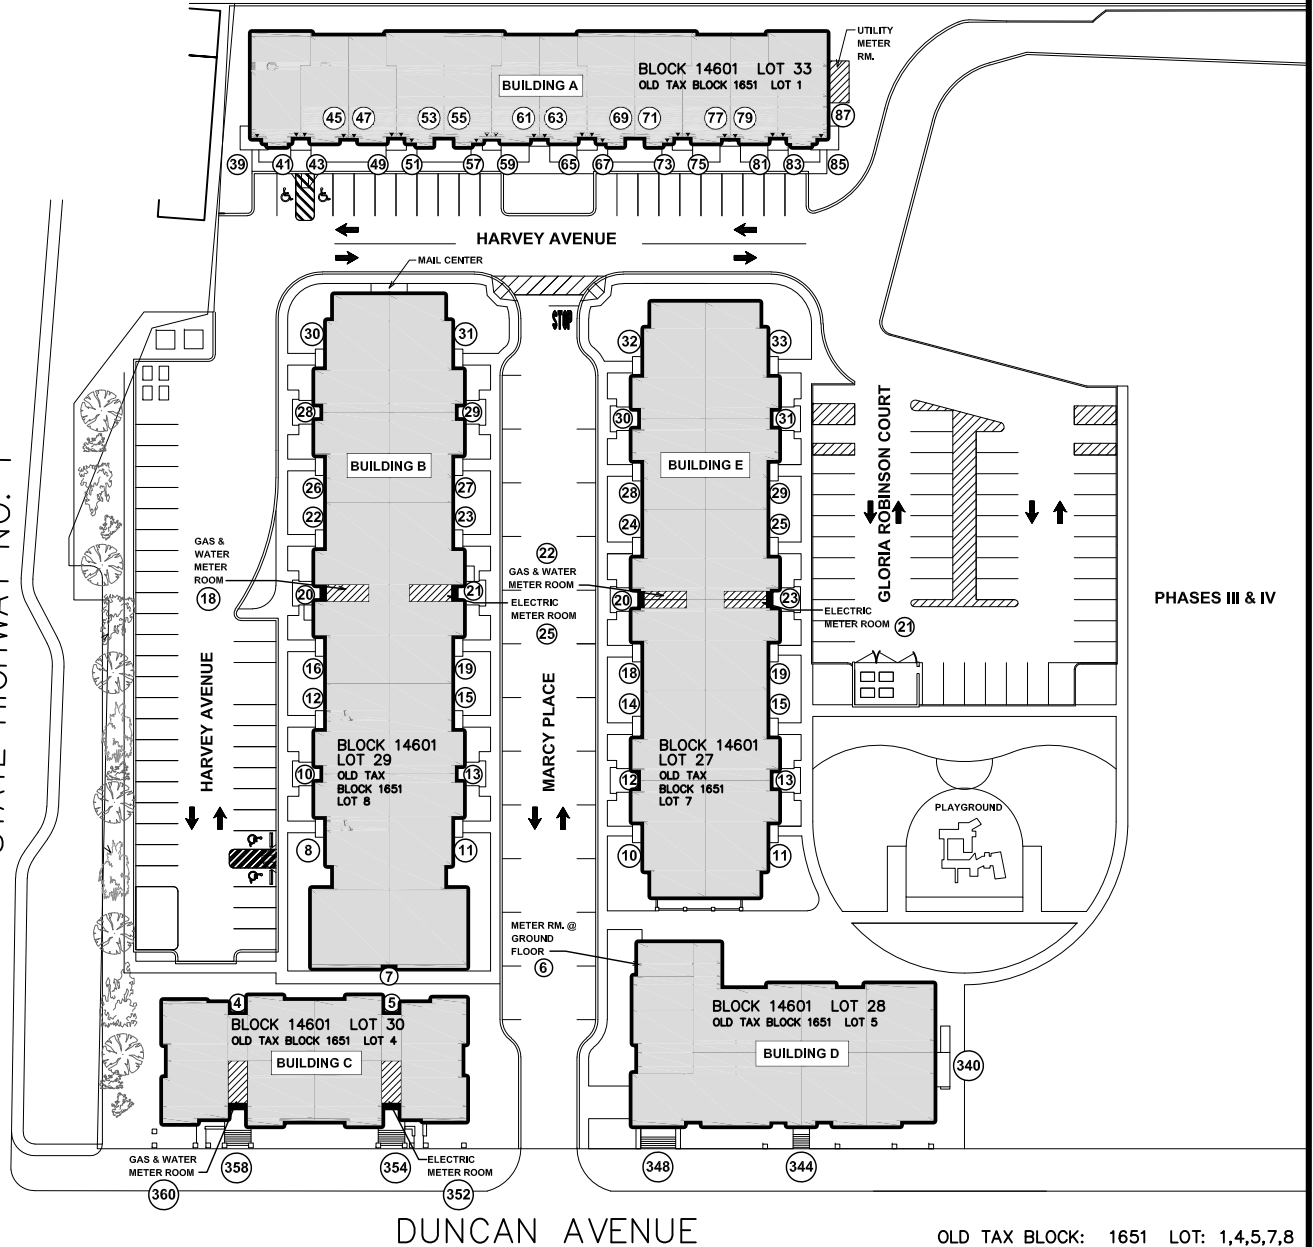 UTILITY
METER
RM.
BLOCK 14601 LOT 33
OLD TAX BLOCK 1651 LOT 1
BUILDING A
45 47 53 55 61 63 69 71 77 79 87
39 41 43 49 51 57 59 65 67 73 75 81 83 85
HARVEY AVENUE
MAIL CENTER
STOP
30 31 32 33
28 29 30 31
BUILDING B
BUILDING E
26 27 28 29
22 23 24 25
GAS &
WATER
METER
ROOM
18
20 21
ELECTRIC
METER ROOM
25
22
GAS & WATER
METER ROOM
20 23
ELECTRIC
METER ROOM 21
GLORIA ROBINSON COURT
PHASES III & IV
16 19 18 19
12 15 14 15
HARVEY AVENUE
MARCY PLACE
BLOCK 14601
LOT 29
OLD TAX
BLOCK 1651
LOT 8
BLOCK 14601
LOT 27
OLD TAX
BLOCK 1651
LOT 7
10 13 12 13
8 11 10 11
PLAYGROUND
METER RM. @
GROUND
FLOOR
6
7
4 5
BLOCK 14601 LOT 30
OLD TAX BLOCK 1651 LOT 4
BUILDING C
BLOCK 14601 LOT 28
OLD TAX BLOCK 1651 LOT 5
BUILDING D
340
GAS & WATER
METER ROOM
360
358
354
ELECTRIC
METER ROOM
352
348
344
DUNCAN AVENUE
OLD TAX BLOCK: 1651 LOT: 1,4,5,7,8